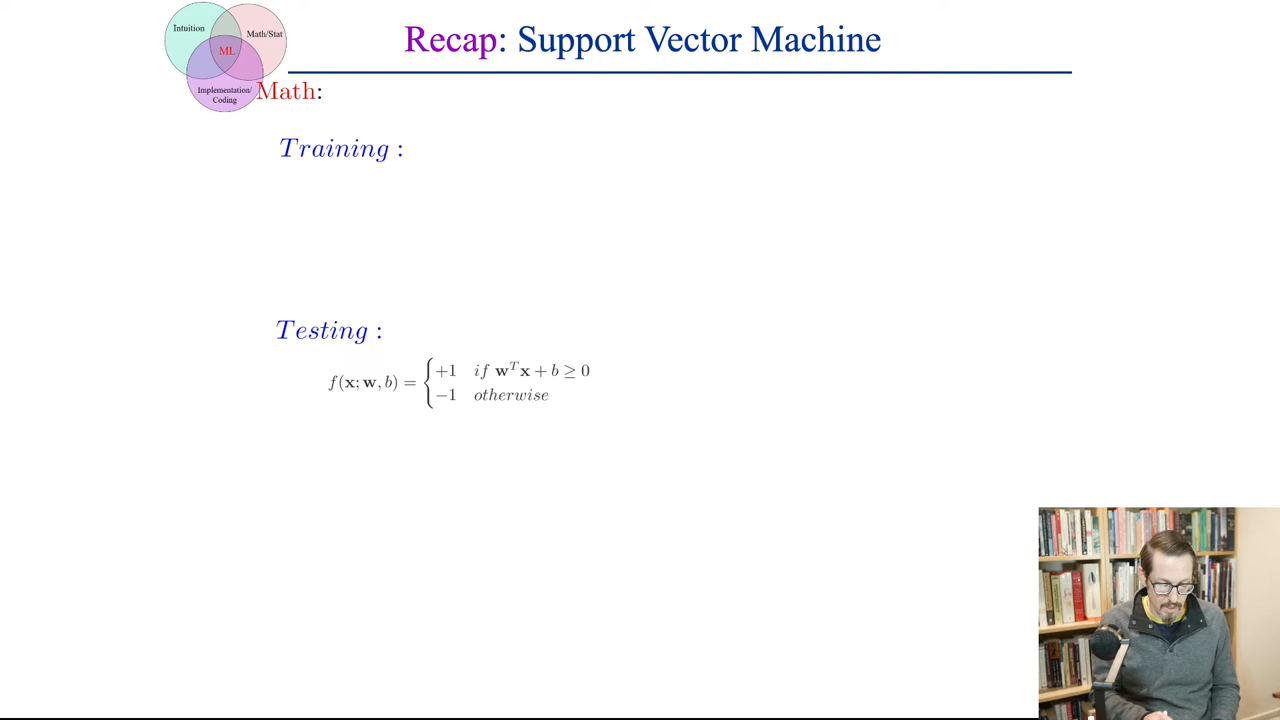 Recap: Support Vector Machine
Intuition
Math/Stat
ML
Implementation/
Coding
Math:
Training :
Testing :
f(x; w, b) = { +1 if wᵀx + b ≥ 0
−1 otherwise